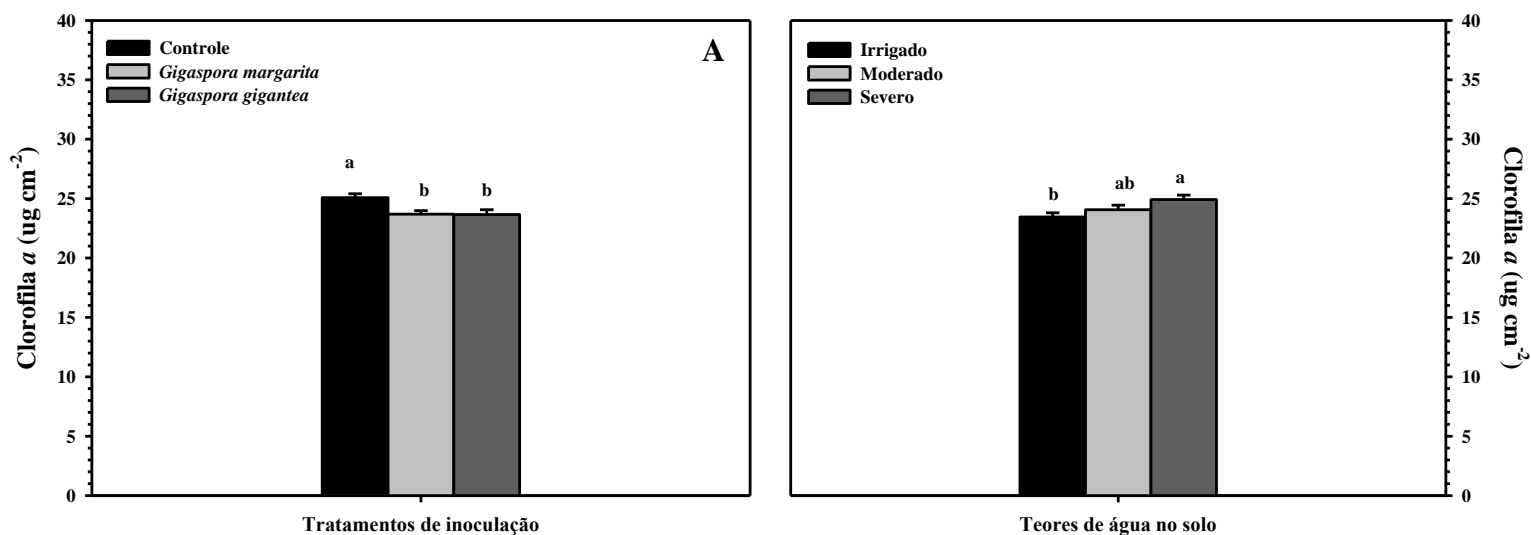 Clorofila a (ug cm-2)
40
35
30
25
20
15
10
5
0
Controle
Gigaspora margarita
Gigaspora gigantea
A
a
b
b
Tratamentos de inoculação
Irrigado
Moderado
Severo
b
ab
a
Teores de água no solo
40
35
30
25
20
15
10
5
0
Clorofila a (ug cm-2)